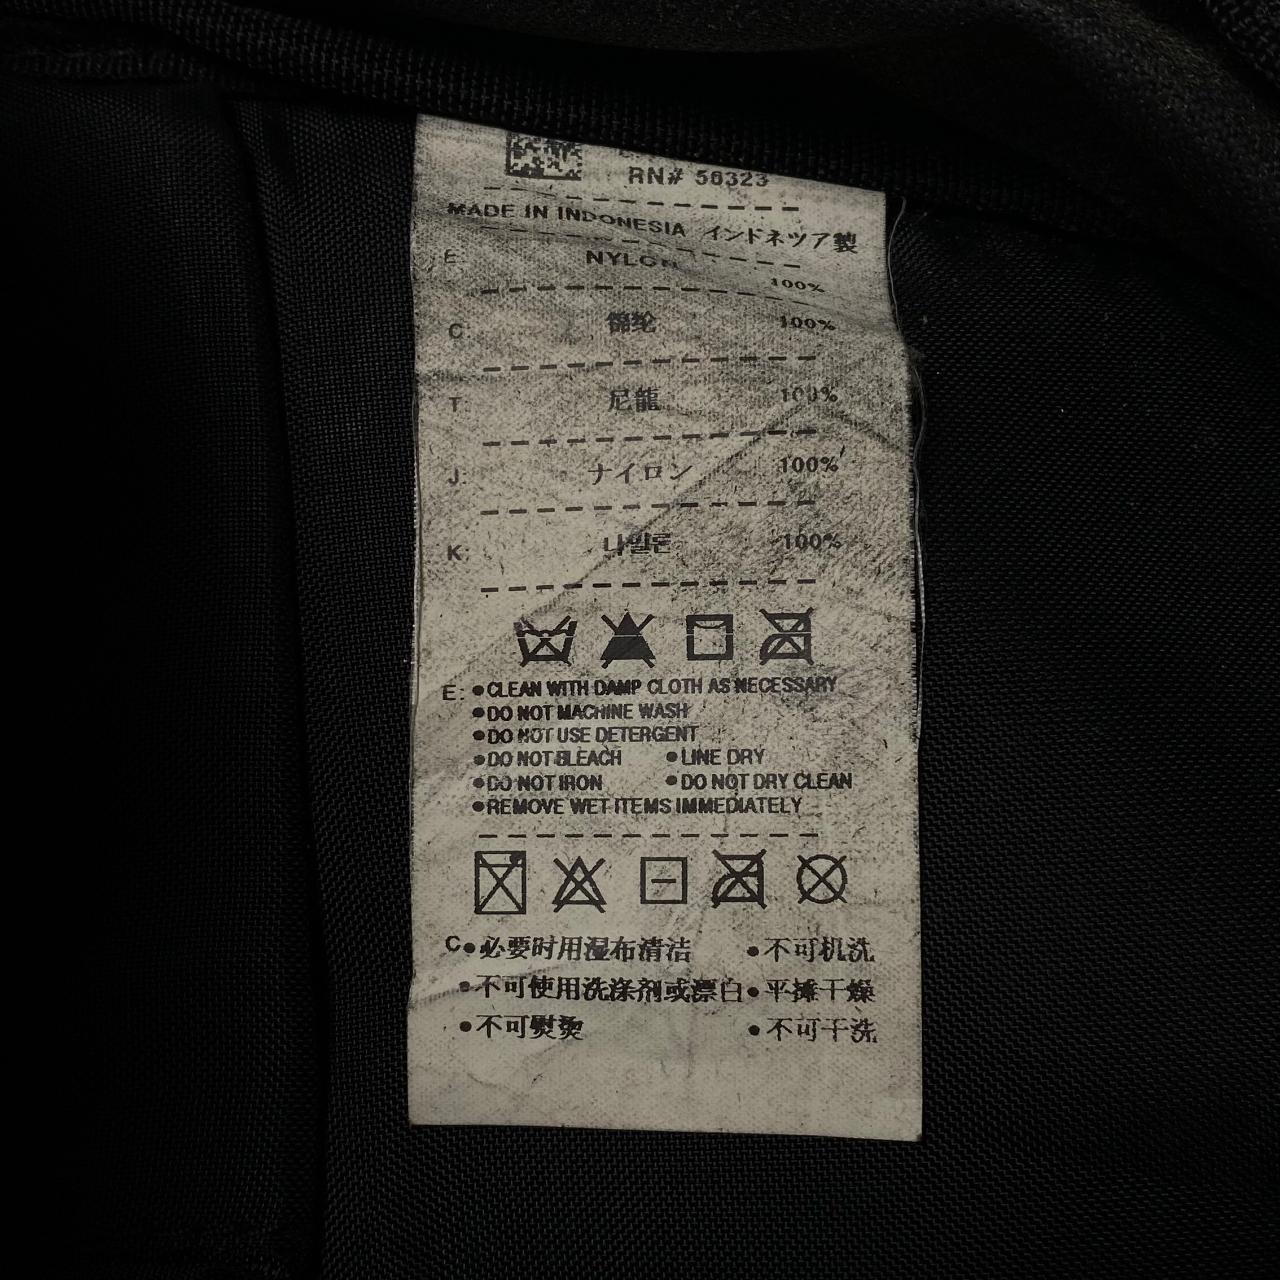 RN# 56323
MADE IN INDONESIA インドネツア製
E: NYLON 100%
C: 锦纶 100%
T: 尼龍 100%
J: ナイロン 100%
K: 나일론 100%
E: •CLEAN WITH DAMP CLOTH AS NECESSARY
•DO NOT MACHINE WASH
•DO NOT USE DETERGENT
•DO NOT BLEACH •LINE DRY
•DO NOT IRON •DO NOT DRY CLEAN
•REMOVE WET ITEMS IMMEDIATELY
C•必要时用湿布清洁 •不可机洗
•不可使用洗涤剂或漂白•平摊干燥
•不可熨烫 •不可干洗